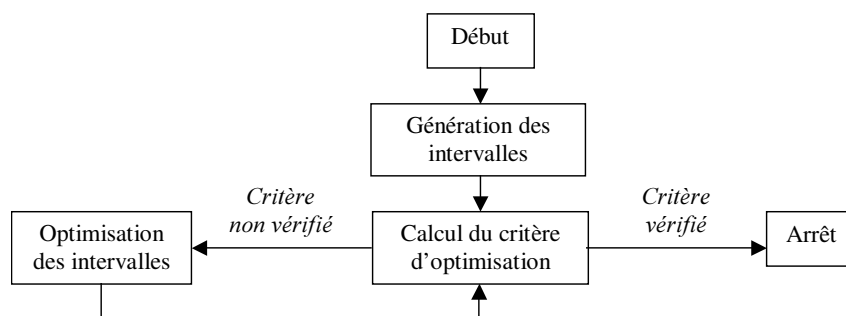 Début
Génération des
intervalles
Critère
non vérifié
Critère
vérifié
Optimisation
des intervalles
Calcul du critère
d'optimisation
Arrêt